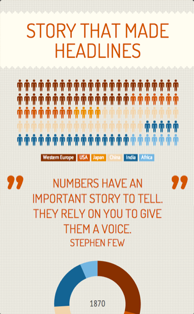 STORY THAT MADE
HEADLINES
Western Europe USA Japan China India Africa
NUMBERS HAVE AN
IMPORTANT STORY TO TELL.
THEY RELY ON YOU TO GIVE
THEM A VOICE.
STEPHEN FEW
1870